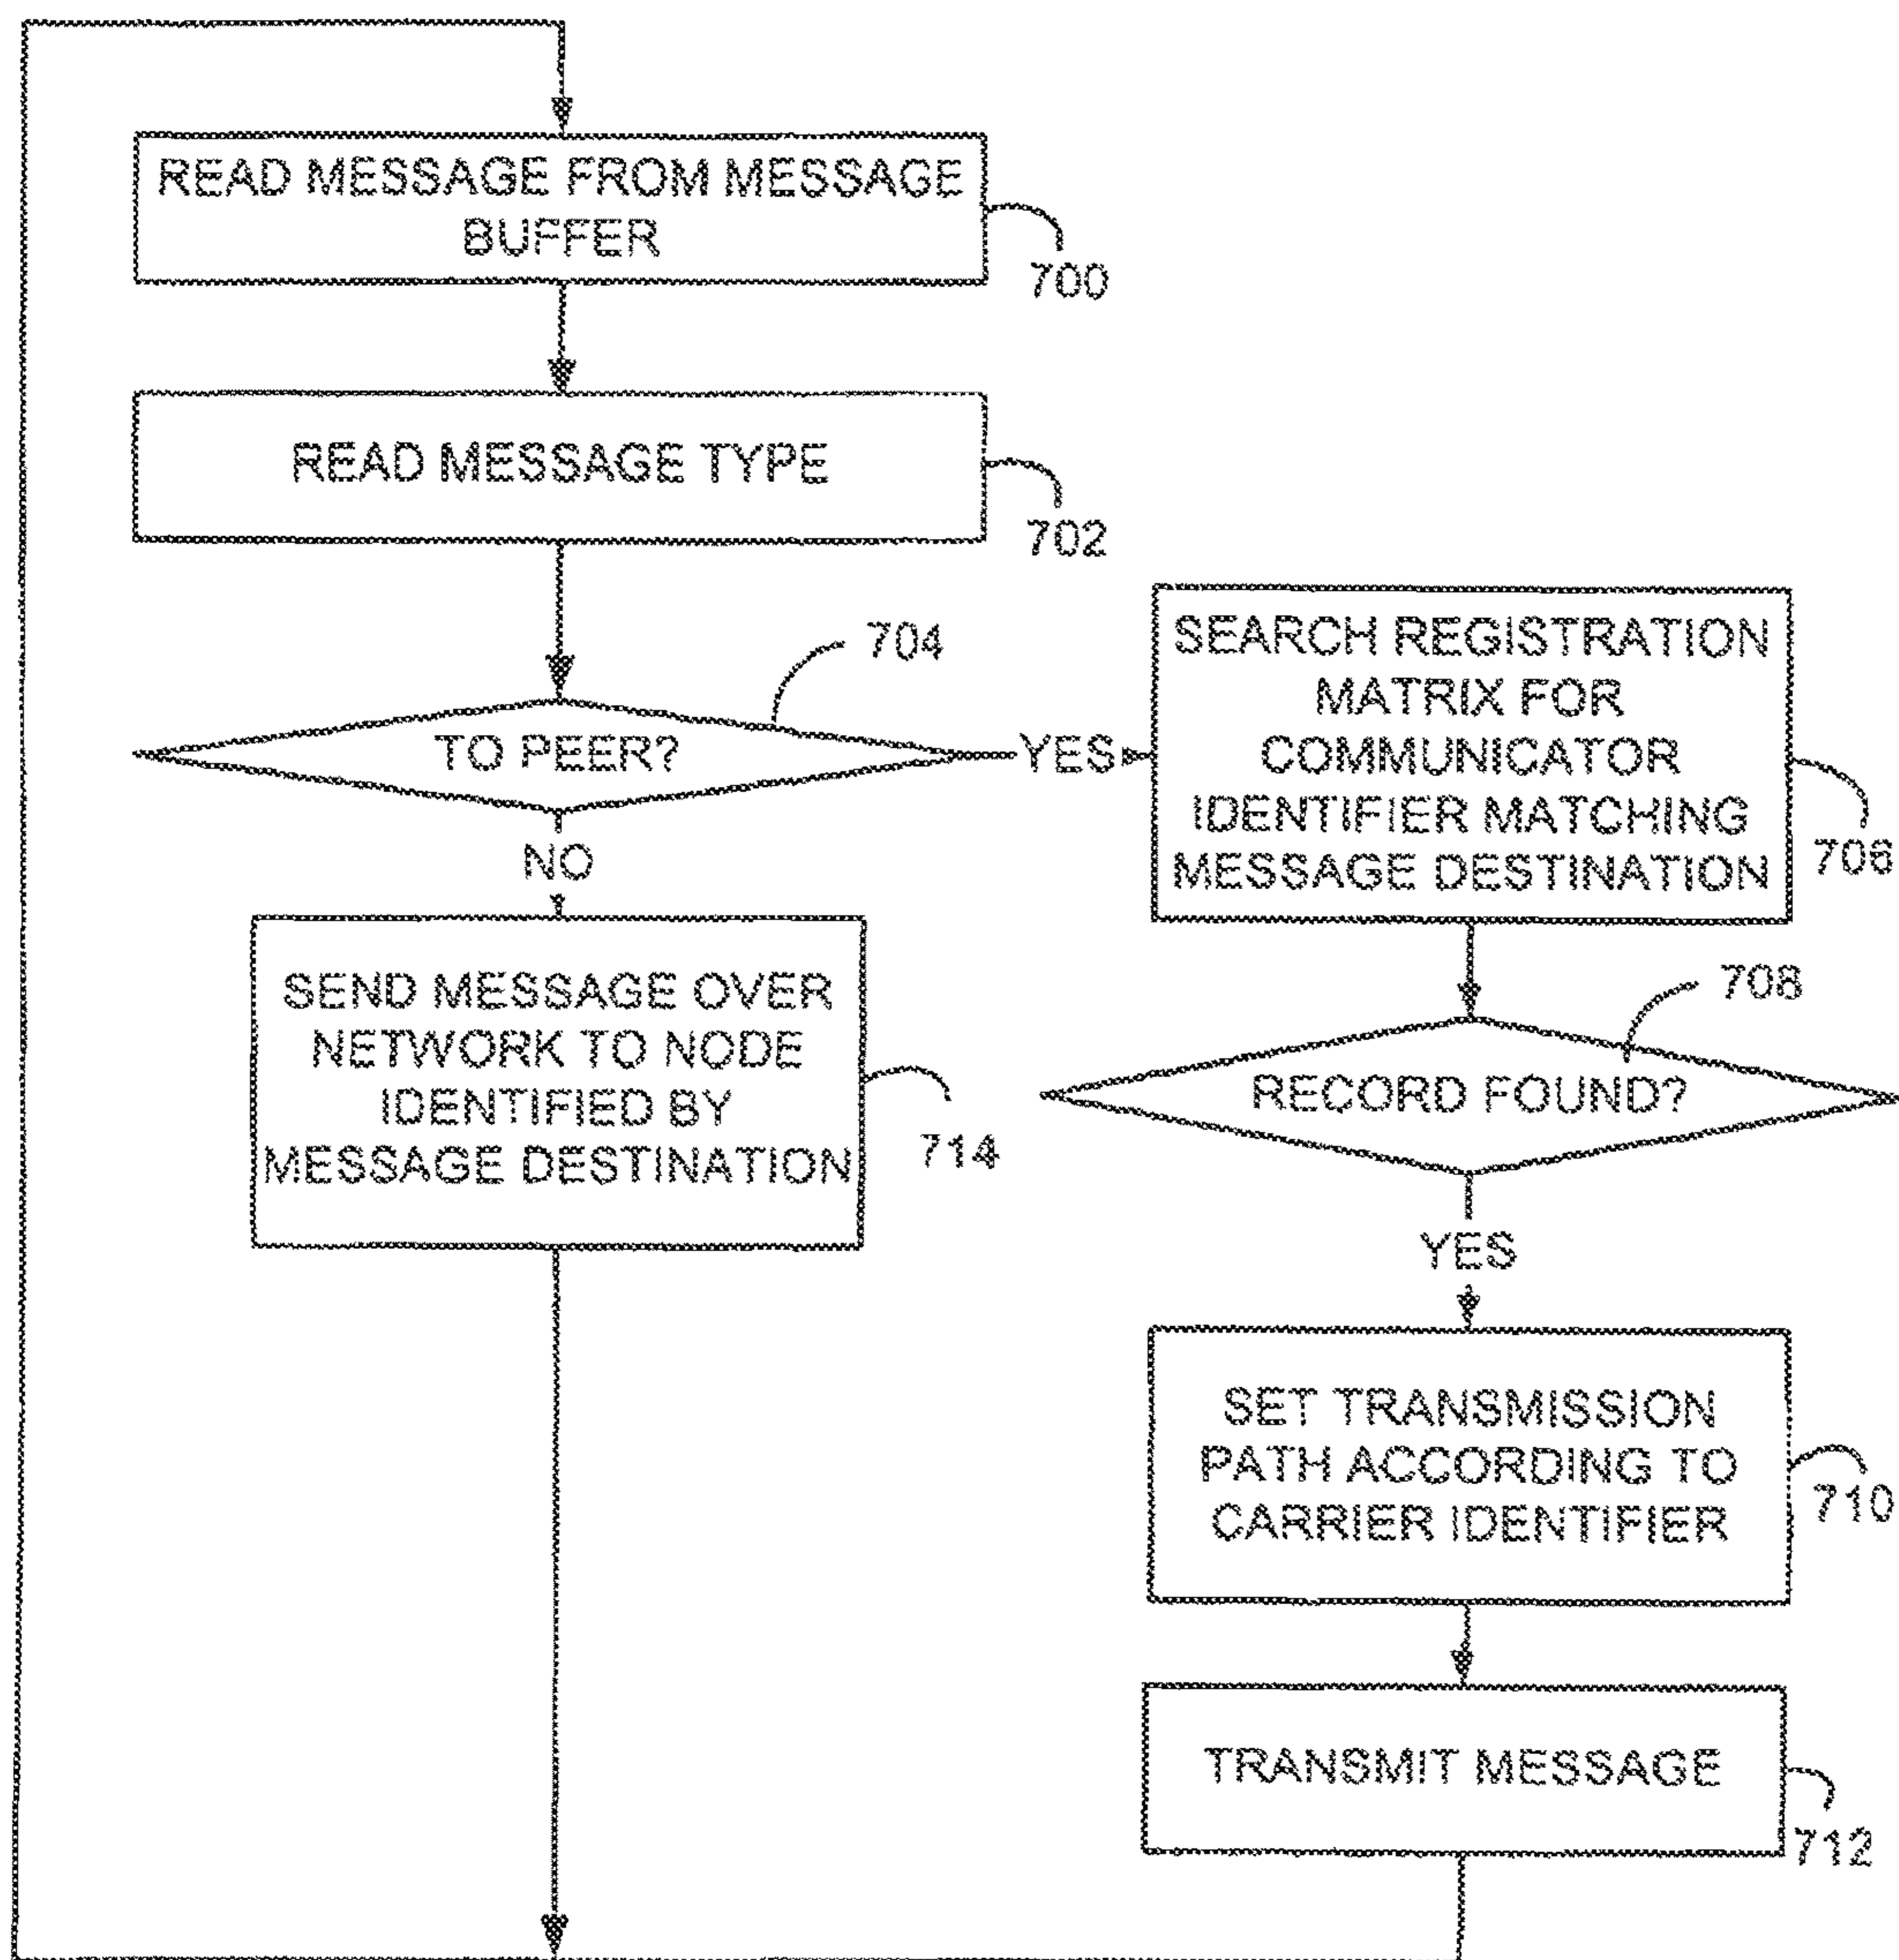 READ MESSAGE FROM MESSAGE
BUFFER
700
READ MESSAGE TYPE
702
704
TO PEER?
YES
NO
SEARCH REGISTRATION
MATRIX FOR
COMMUNICATOR
IDENTIFIER MATCHING
MESSAGE DESTINATION
706
SEND MESSAGE OVER
NETWORK TO NODE
IDENTIFIED BY
MESSAGE DESTINATION
714
708
RECORD FOUND?
YES
SET TRANSMISSION
PATH ACCORDING TO
CARRIER IDENTIFIER
710
TRANSMIT MESSAGE
712